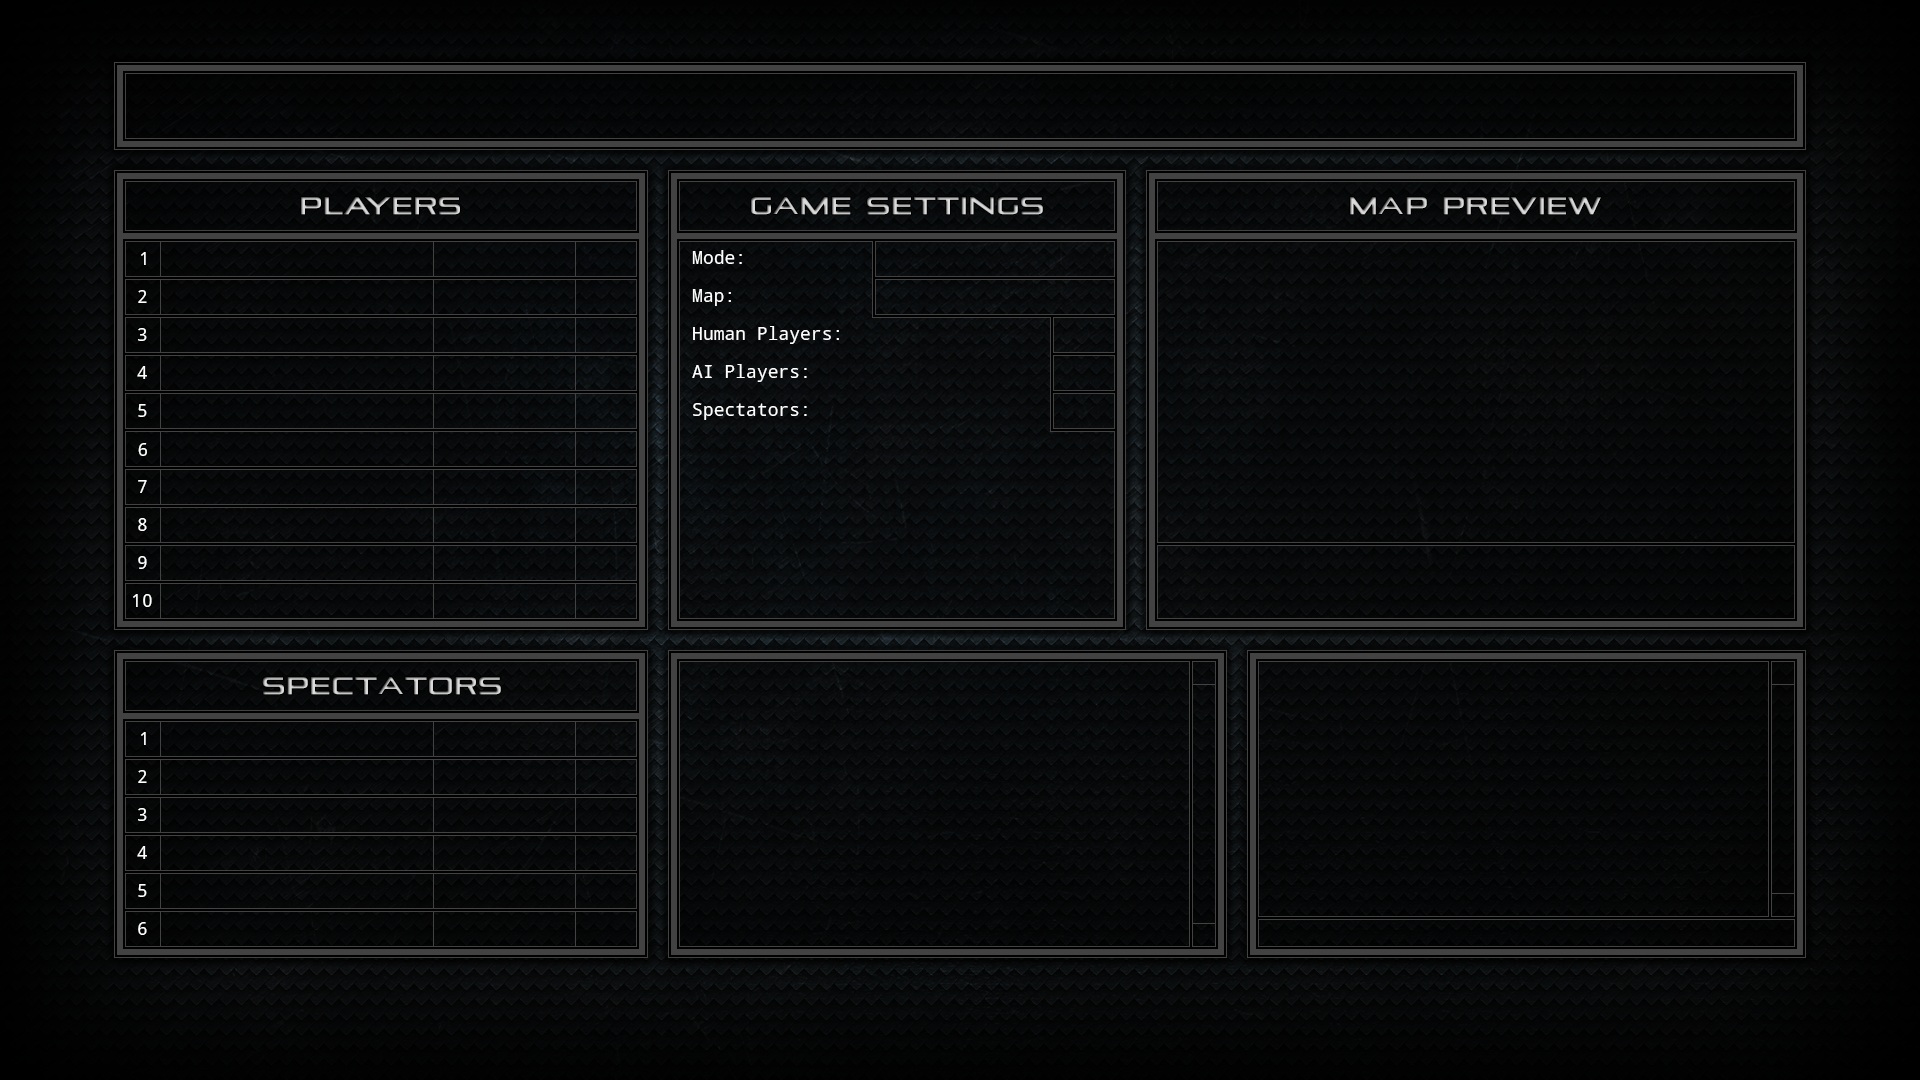 PLAYERS
1
2
3
4
5
6
7
8
9
10
GAME SETTINGS
Mode:
Map:
Human Players:
AI Players:
Spectators:
MAP PREVIEW
SPECTATORS
1
2
3
4
5
6